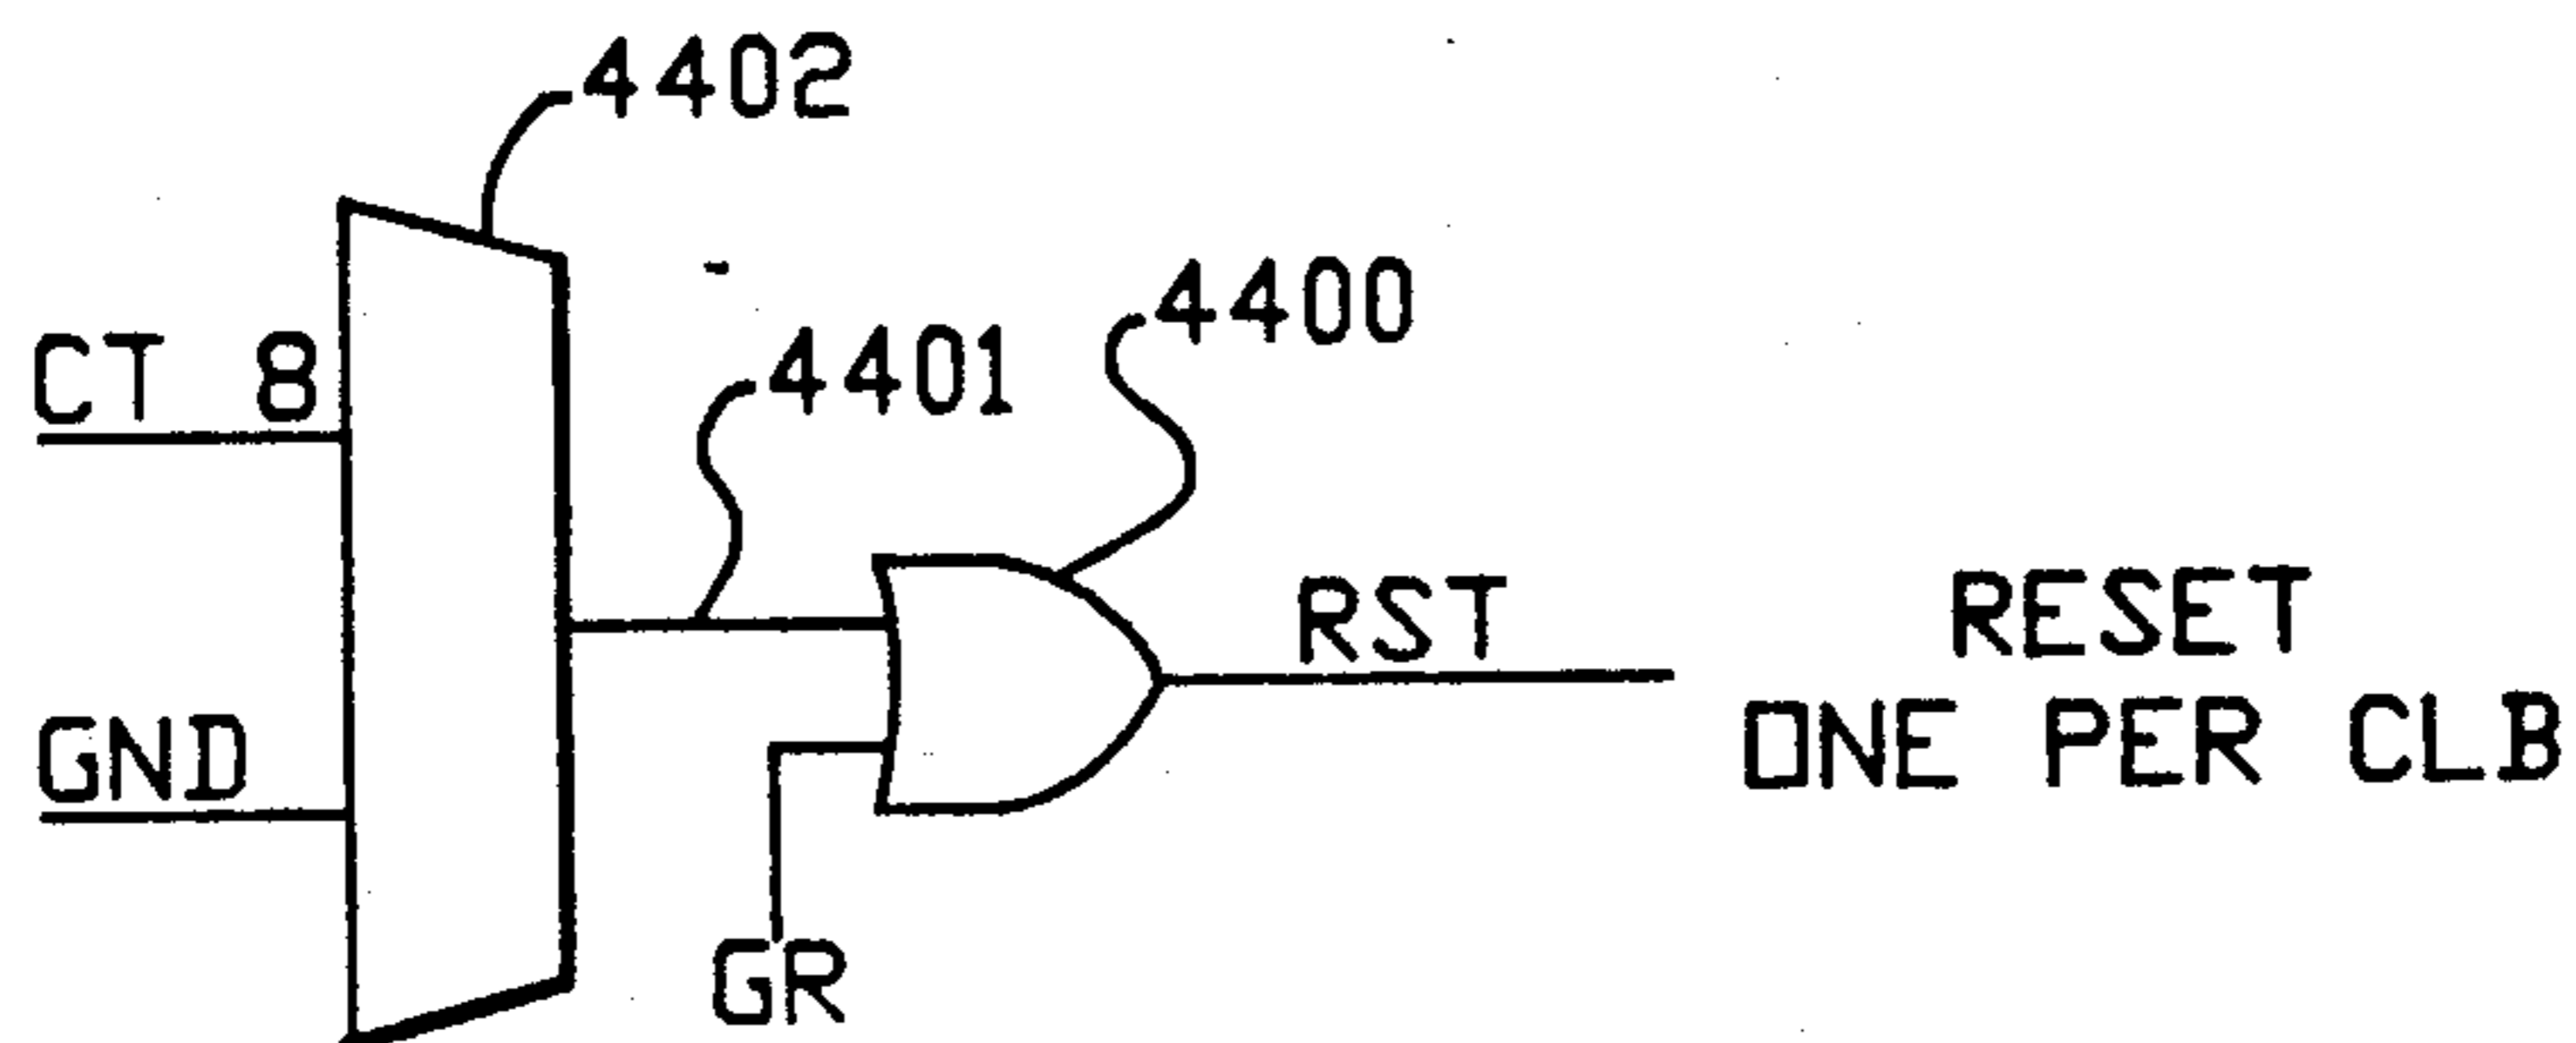 4402
4400
CT 8
4401
RST
RESET
GND
ONE PER CLB
GR